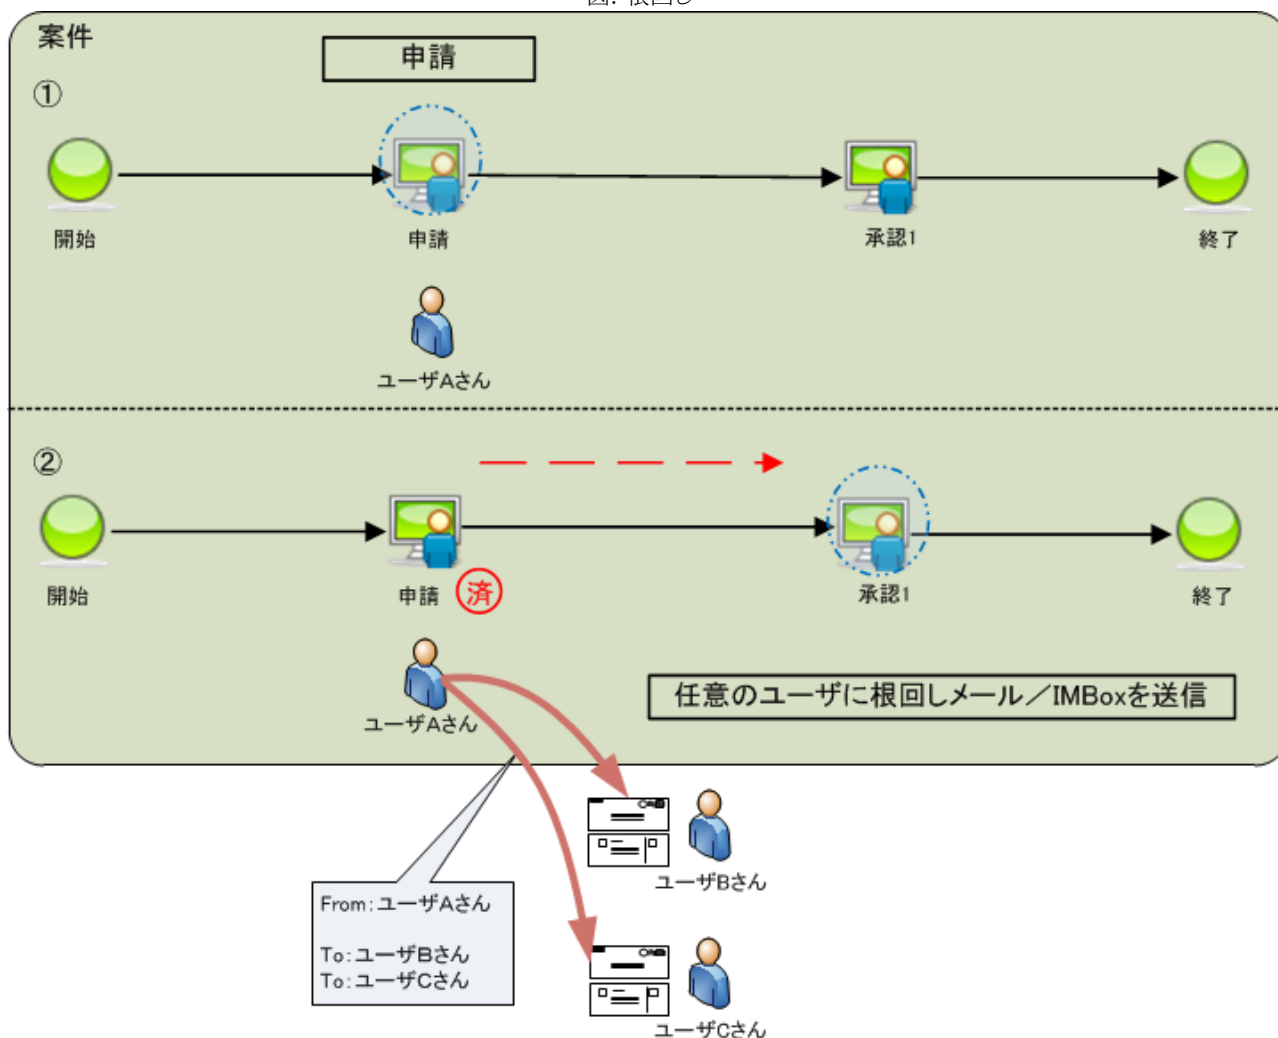 図: 根回し
案件
申請
①
開始
申請
承認1
終了
ユーザAさん
②
開始
申請
済
承認1
終了
ユーザAさん
任意のユーザに根回しメール／IMBoxを送信
ユーザBさん
From:ユーザAさん
To:ユーザBさん
To:ユーザCさん
ユーザCさん